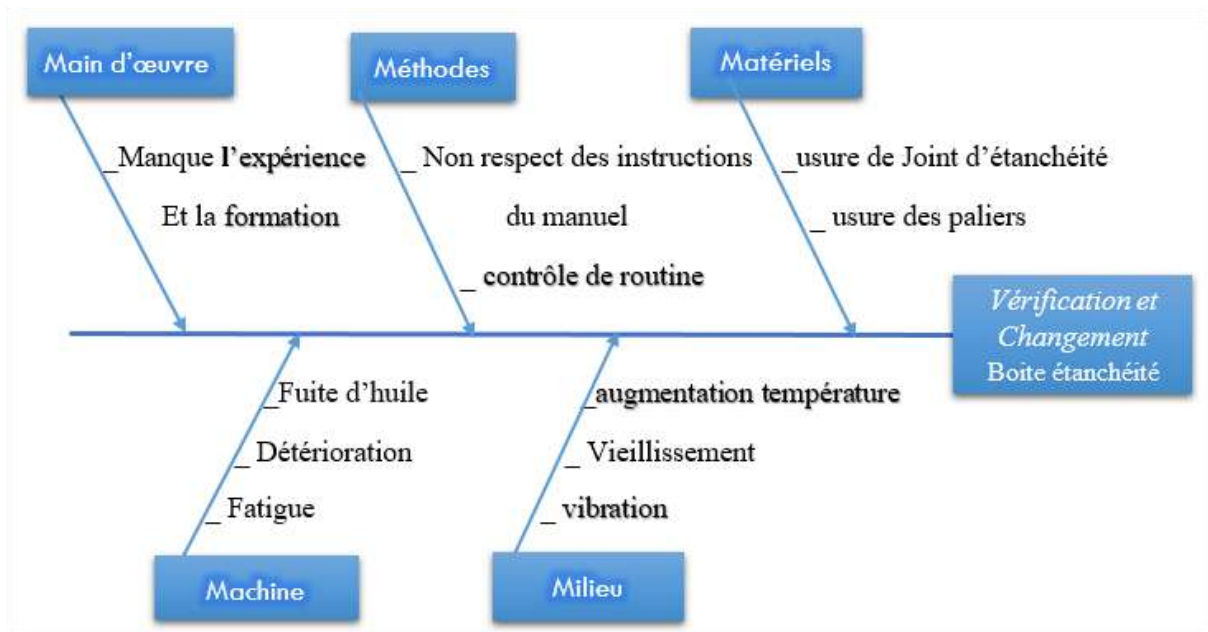 Main d'œuvre
Méthodes
Matériels
_Manque l'expérience
Et la formation
_ Non respect des instructions
du manuel
_ contrôle de routine
_usure de Joint d'étanchéité
_ usure des paliers
Vérification et
Changement
Boite étanchéité
_Fuite d'huile
_ Détérioration
_ Fatigue
_augmentation température
_ Vieillissement
_ vibration
Machine
Milieu